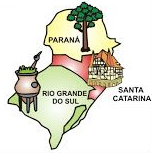 PARANÁ
SANTA
CATARINA
RIO GRANDE
DO SUL